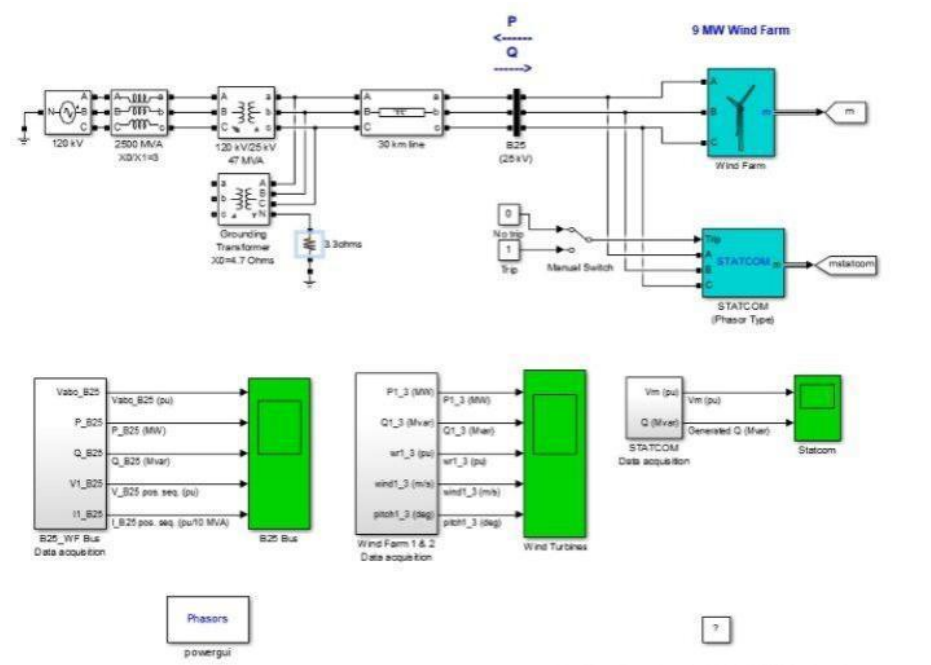 P
<------
Q
------>
9 MW Wind Farm
N
A
B
C
120 kV
A
B
C
a
b
c
2500 MVA
X0/X1=3
A
B
C
a
b
c
120 kV/25 kV
47 MVA
A
B
C
a
b
c
30 km line
B25
(25 kV)
A
B
C
m
Wind Farm
m
a
b
c
A
B
C
N
Grounding
Transformer
X0=4.7 Ohms
3.3ohms
0
No trip
1
Trip
Manual Switch
Trip
A
B
C
STATCOM
m
STATCOM
(Phasor Type)
mstatcom
Vabc_B25
P_B25
Q_B25
V1_B25
I1_B25
Vabc_B25 (pu)
P_B25 (MW)
Q_B25 (Mvar)
V_B25 pos. seq. (pu)
I_B25 pos. seq. (pu/10 MVA)
B25_WF Bus
Data acquisition
B25 Bus
P1_3 (MW)
Q1_3 (Mvar)
wr1_3 (pu)
wind1_3 (m/s)
pitch1_3 (deg)
P1_3 (MW)
Q1_3 (Mvar)
wr1_3 (pu)
wind1_3 (m/s)
pitch1_3 (deg)
Wind Farm 1 & 2
Data acquisition
Wind Turbines
Vm (pu)
Q (Mvar)
Vm (pu)
Generated Q (Mvar)
STATCOM
Data acquisition
Statcom
Phasors
powergui
?